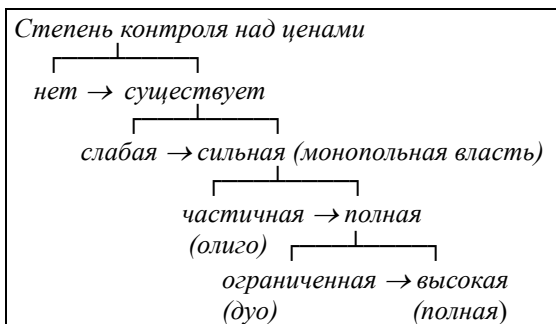 Степень контроля над ценами
нет → существует
слабая → сильная (монопольная власть)
частичная → полная
(олиго)
ограниченная → высокая
(дуо) (полная)